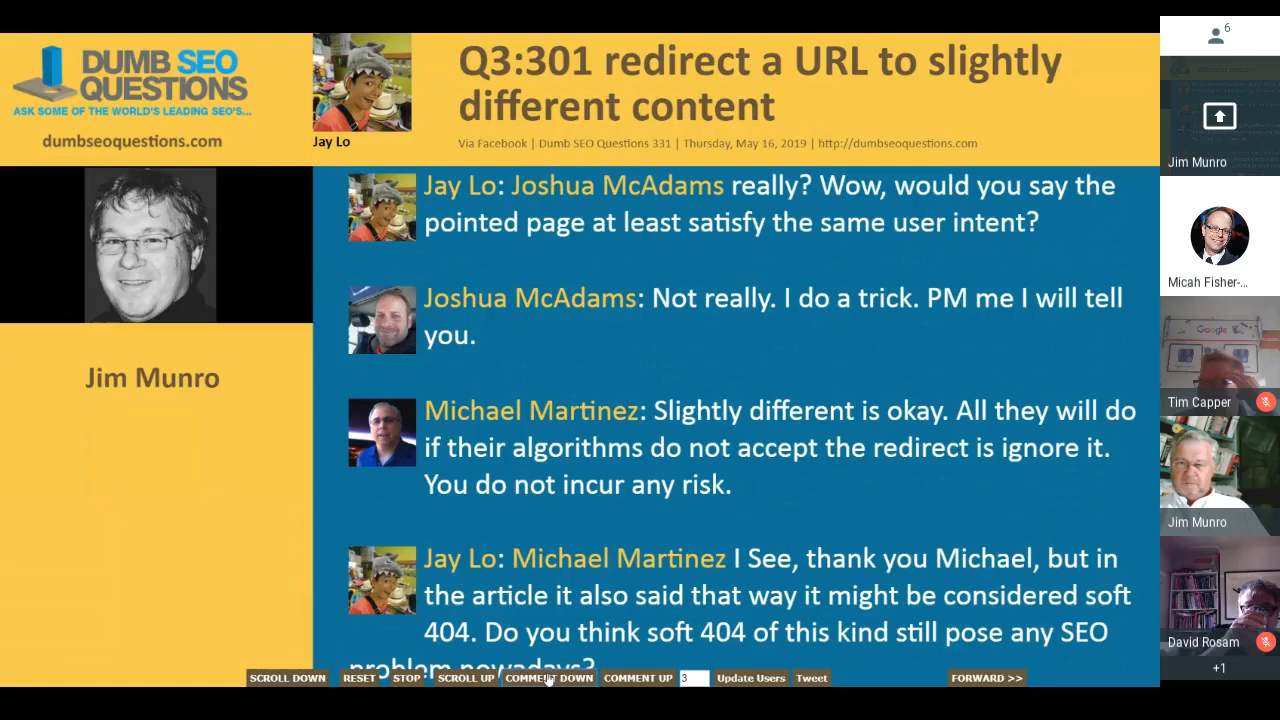 DUMB SEO
QUESTIONS
ASK SOME OF THE WORLD'S LEADING SEO'S...
dumbseoquestions.com
Jay Lo
Q3:301 redirect a URL to slightly
different content
Via Facebook | Dumb SEO Questions 331 | Thursday, May 16, 2019 | http://dumbseoquestions.com
Jim Munro
Jay Lo: Joshua McAdams really? Wow, would you say the
pointed page at least satisfy the same user intent?
Joshua McAdams: Not really. I do a trick. PM me I will tell
you.
Michael Martinez: Slightly different is okay. All they will do
if their algorithms do not accept the redirect is ignore it.
You do not incur any risk.
Jay Lo: Michael Martinez I See, thank you Michael, but in
the article it also said that way it might be considered soft
404. Do you think soft 404 of this kind still pose any SEO
problem nowadays?
SCROLL DOWN RESET STOP SCROLL UP COMMENT DOWN COMMENT UP 3 Update Users Tweet FORWARD >>
6
Jim Munro
Micah Fisher-...
Google
Tim Capper
Jim Munro
David Rosam
+1